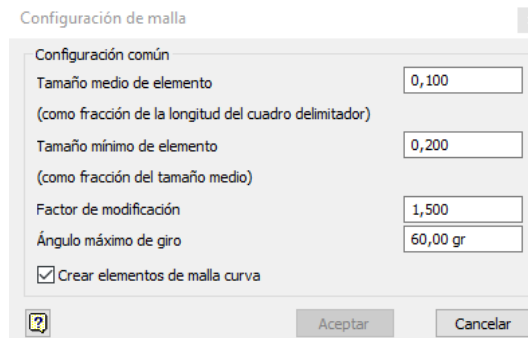 Configuración de malla
Configuración común
Tamaño medio de elemento 0,100
(como fracción de la longitud del cuadro delimitador)
Tamaño mínimo de elemento 0,200
(como fracción del tamaño medio)
Factor de modificación 1,500
Ángulo máximo de giro 60,00 gr
Crear elementos de malla curva
? Aceptar Cancelar